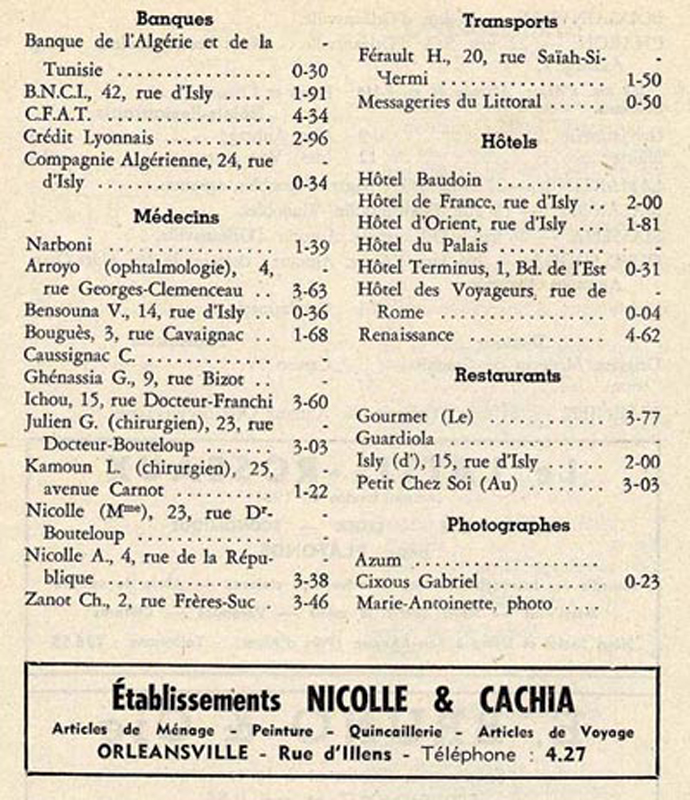 Banques
Banque de l'Algérie et de la
Tunisie ................ 0-30
B.N.C.I., 42, rue d'Isly ..... 1-91
C.F.A.T. .................. 4-34
Crédit Lyonnais ............ 2-96
Compagnie Algérienne, 24, rue -
d'Isly .................. 0-34
Médecins
Narboni ................. 1-39
Arroyo (ophtalmologie), 4, -
rue Georges-Clemenceau .. 3-63
Bensouna V., 14, rue d'Isly .. 0-36
Bouguès, 3, rue Cavaignac .. 1-68
Caussignac C. ............. -
Ghénassia G., 9, rue Bizot .. -
Ichou, 15, rue Docteur-Franchi 3-60
Julien G. (chirurgien), 23, rue -
Docteur-Bouteloup ....... 3-03
Kamoun L. (chirurgien), 25,
avenue Carnot ........... 1-22
Nicolle (Mme), 23, rue Dr- -
Bouteloup ............... -
Nicolle A., 4, rue de la Répu- -
blique .................. 3-38
Zanot Ch., 2, rue Frères-Suc . 3-46
Transports
Férault H., 20, rue Saïah-Si- -
Yermi ................ 1-50
Messageries du Littoral ...... 0-50
Hôtels
Hôtel Baudoin ............ -
Hôtel de France, rue d'Isly .. 2-00
Hôtel d'Orient, rue d'Isly ... 1-81
Hôtel du Palais ............ -
Hôtel Terminus, 1, Bd. de l'Est 0-31
Hôtel des Voyageurs, rue de -
Rome ................. 0-04
Renaissance ............... 4-62
Restaurants
Gourmet (Le) ............. 3-77
Guardiola ................. -
Isly (d'), 15, rue d'Isly ....... 2-00
Petit Chez Soi (Au) ........ 3-03
Photographes
Azum ....................
Cixous Gabriel ............. 0-23
Marie-Antoinette, photo ....
Établissements NICOLLE & CACHIA
Articles de Ménage - Peinture - Quincaillerie - Articles de Voyage
ORLEANSVILLE - Rue d'Illens - Téléphone : 4.27